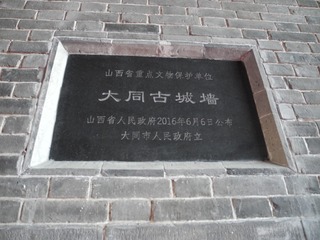 山西省重点文物保护单位
大同古城墙
山西省人民政府2016年6月6日公布
大同市人民政府立